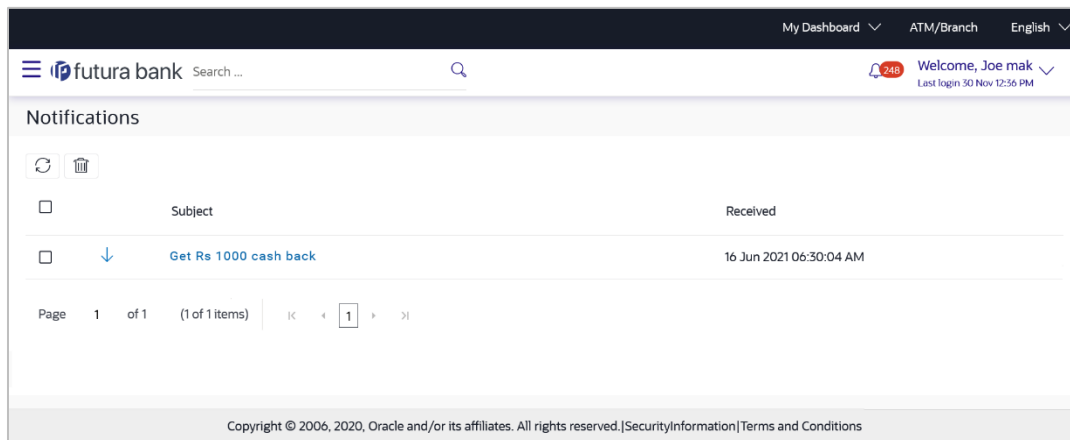 My Dashboard ATM/Branch English
futura bank Search ... 248 Welcome, Joe mak
Last login 30 Nov 12:36 PM
Notifications
Subject Received
Get Rs 1000 cash back 16 Jun 2021 06:30:04 AM
Page 1 of 1 (1 of 1 items) 1
Copyright © 2006, 2020, Oracle and/or its affiliates. All rights reserved.|SecurityInformation|Terms and Conditions